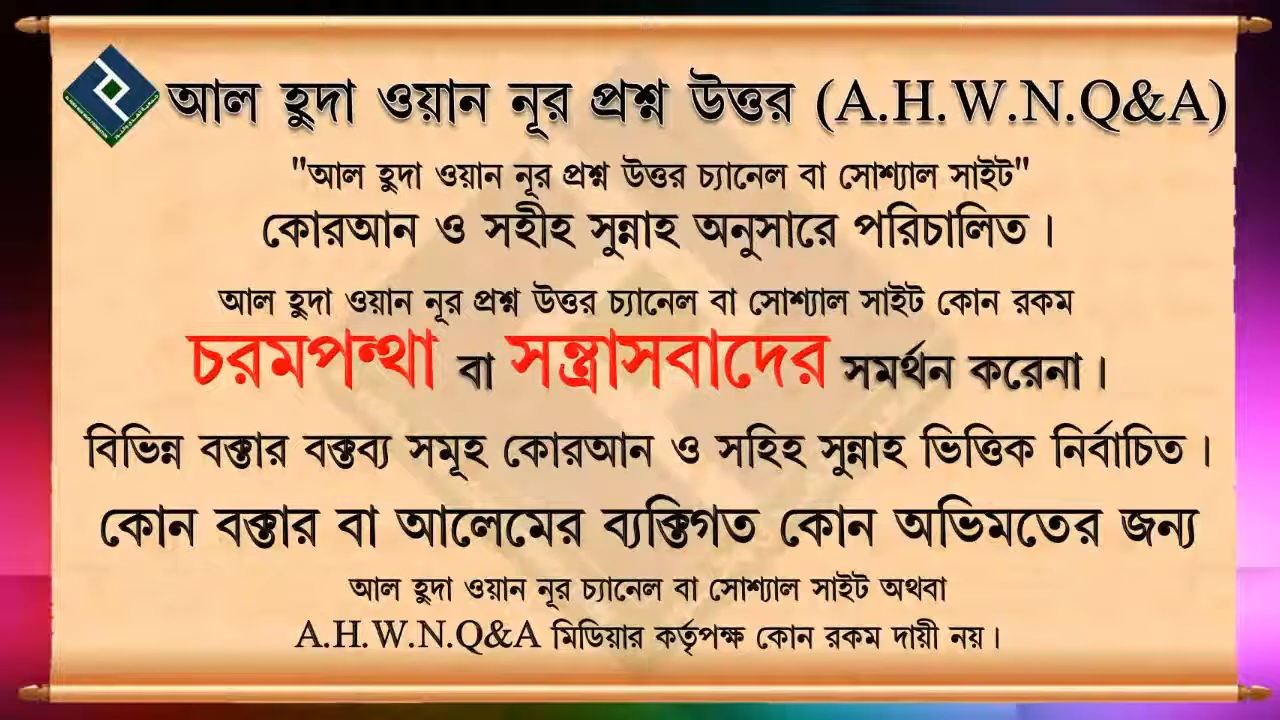 আল হুদা ওয়ান নূর প্রশ্ন উত্তর (A.H.W.N.Q&A)
"আল হুদা ওয়ান নূর প্রশ্ন উত্তর চ্যানেল বা সোশ্যাল সাইট"
কোরআন ও সহীহ সুন্নাহ অনুসারে পরিচালিত।
আল হুদা ওয়ান নূর প্রশ্ন উত্তর চ্যানেল বা সোশ্যাল সাইট কোন রকম
চরমপন্থা বা সন্ত্রাসবাদের সমর্থন করেনা।
বিভিন্ন বক্তার বক্তব্য সমূহ কোরআন ও সহিহ সুন্নাহ ভিত্তিক নির্বাচিত।
কোন বক্তার বা আলেমের ব্যক্তিগত কোন অভিমতের জন্য
আল হুদা ওয়ান নূর চ্যানেল বা সোশ্যাল সাইট অথবা
A.H.W.N.Q&A মিডিয়ার কর্তৃপক্ষ কোন রকম দায়ী নয়।